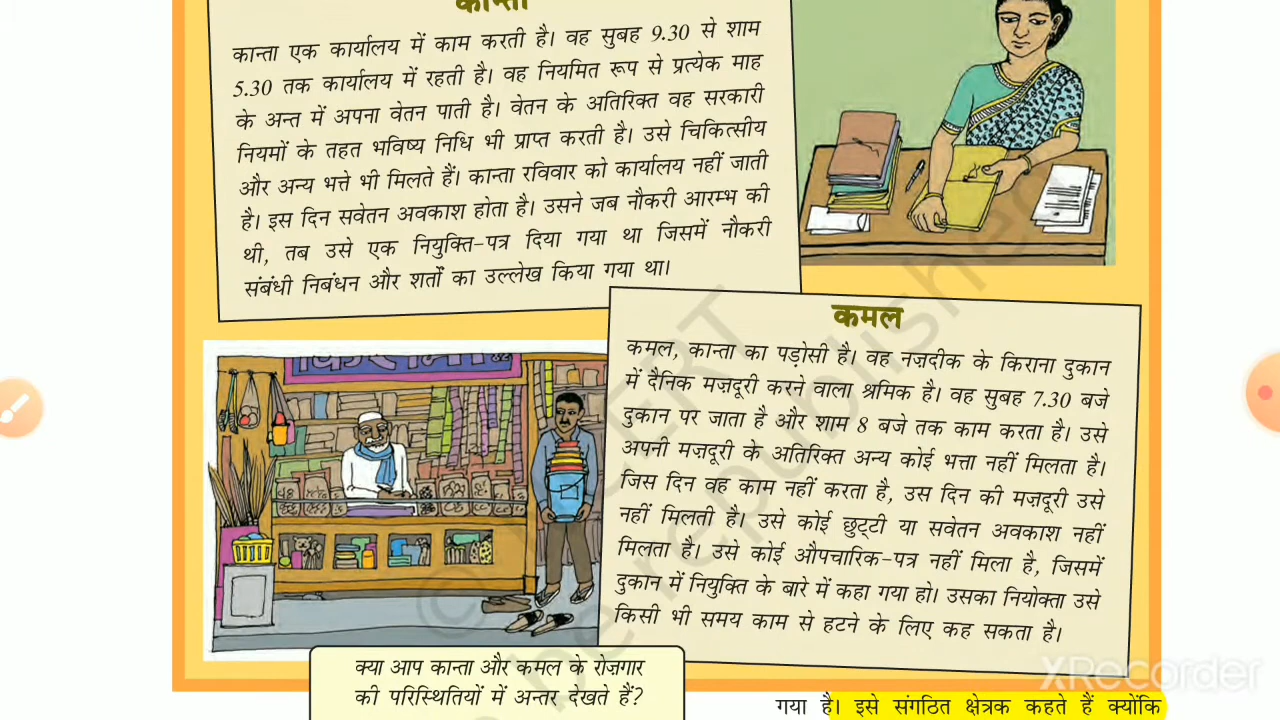 कान्ता
कान्ता एक कार्यालय में काम करती है। वह सुबह 9.30 से शाम
5.30 तक कार्यालय में रहती है। वह नियमित रूप से प्रत्येक माह
के अन्त में अपना वेतन पाती है। वेतन के अतिरिक्त वह सरकारी
नियमों के तहत भविष्य निधि भी प्राप्त करती है। उसे चिकित्सीय
और अन्य भत्ते भी मिलते हैं। कान्ता रविवार को कार्यालय नहीं जाती
है। इस दिन सवेतन अवकाश होता है। उसने जब नौकरी आरम्भ की
थी, तब उसे एक नियुक्ति-पत्र दिया गया था जिसमें नौकरी
संबंधी निबंधन और शर्तों का उल्लेख किया गया था।
कमल
कमल, कान्ता का पड़ोसी है। वह नज़दीक के किराना दुकान
में दैनिक मज़दूरी करने वाला श्रमिक है। वह सुबह 7.30 बजे
दुकान पर जाता है और शाम 8 बजे तक काम करता है। उसे
अपनी मज़दूरी के अतिरिक्त अन्य कोई भत्ता नहीं मिलता है।
जिस दिन वह काम नहीं करता है, उस दिन की मज़दूरी उसे
नहीं मिलती है। उसे कोई छुट्टी या सवेतन अवकाश नहीं
मिलता है। उसे कोई औपचारिक-पत्र नहीं मिला है, जिसमें
दुकान में नियुक्ति के बारे में कहा गया हो। उसका नियोक्ता उसे
किसी भी समय काम से हटने के लिए कह सकता है।
क्या आप कान्ता और कमल के रोज़गार
की परिस्थितियों में अन्तर देखते हैं?
गया है। इसे संगठित क्षेत्रक कहते हैं क्योंकि
be republished
XRecorder